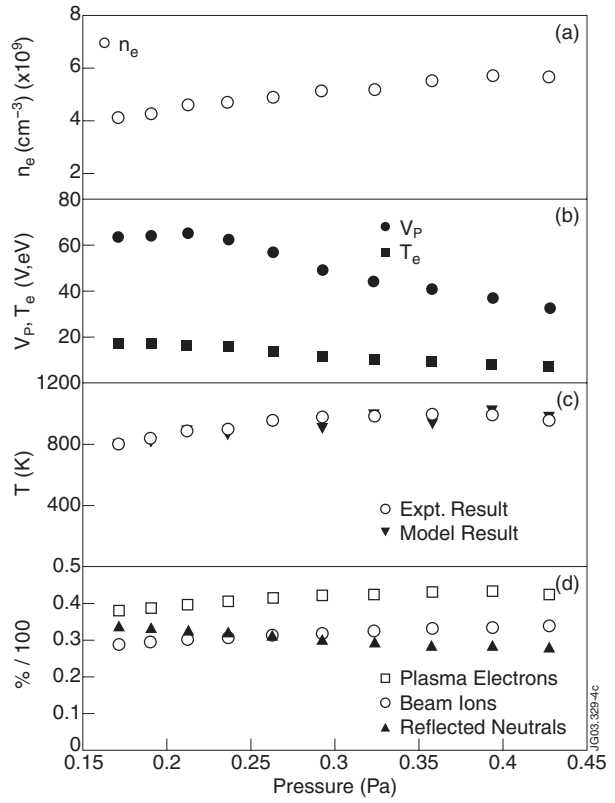 8
6
4
2
n_e (cm⁻³) (x10⁹)
n_e
(a)
80
60
40
20
V_P, T_e (V,eV)
V_P
T_e
(b)
1200
800
400
T (K)
(c)
Expt. Result
Model Result
0.5
0.4
0.3
0.2
0.1
0
% / 100
(d)
Plasma Electrons
Beam Ions
Reflected Neutrals
0.15 0.2 0.25 0.3 0.35 0.4 0.45
Pressure (Pa)
JG03.329-4c